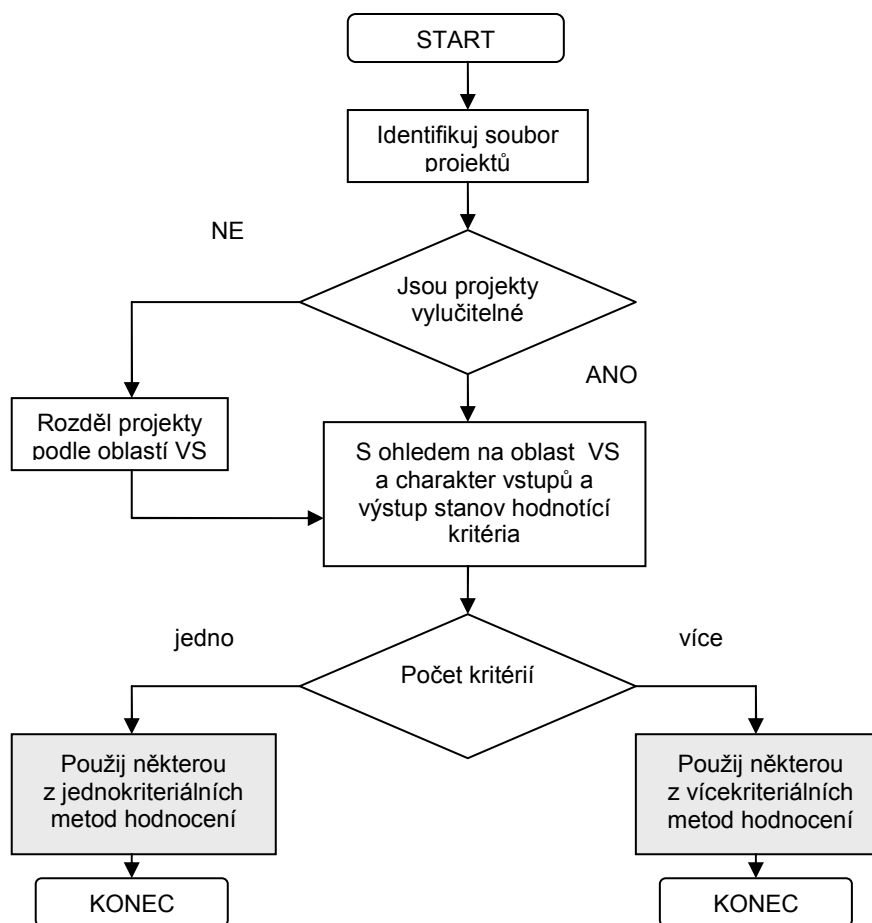 START
Identifikuj soubor
projektů
NE
Jsou projekty
vylučitelné
ANO
Rozděl projekty
podle oblastí VS
S ohledem na oblast VS
a charakter vstupů a
výstup stanov hodnotící
kritéria
jedno
více
Počet kritérií
Použij některou
z jednokriteriálních
metod hodnocení
Použij některou
z vícekriteriálních
metod hodnocení
KONEC
KONEC